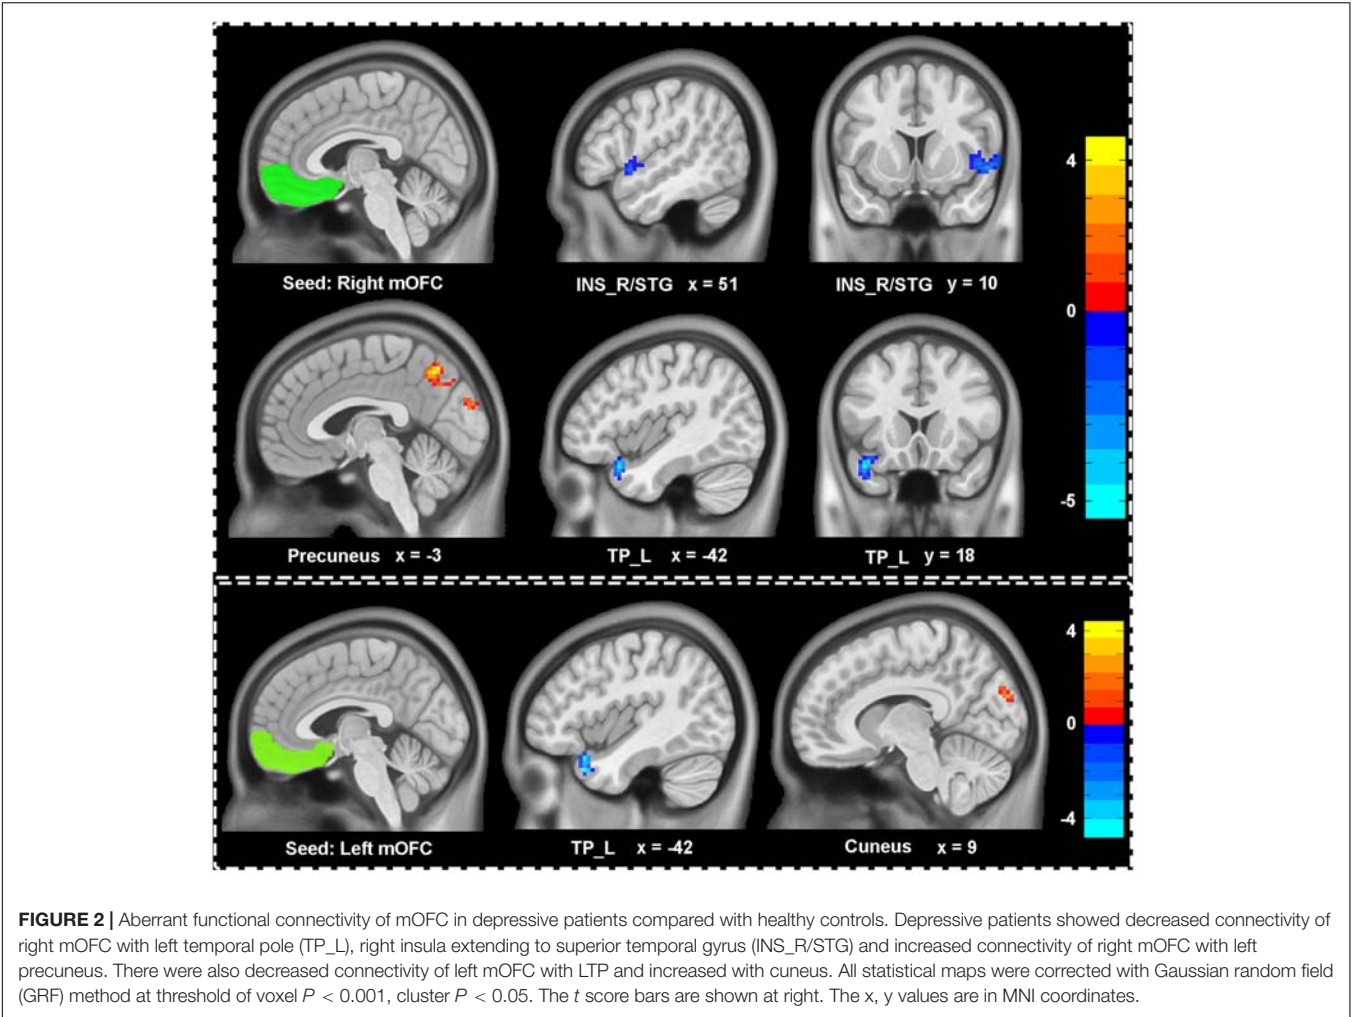 Seed: Right mOFC
INS_R/STG x = 51
INS_R/STG y = 10
4
0
-5
Precuneus x = -3
TP_L x = -42
TP_L y = 18
4
0
-4
Seed: Left mOFC
TP_L x = -42
Cuneus x = 9
FIGURE 2 | Aberrant functional connectivity of mOFC in depressive patients compared with healthy controls. Depressive patients showed decreased connectivity of
right mOFC with left temporal pole (TP_L), right insula extending to superior temporal gyrus (INS_R/STG) and increased connectivity of right mOFC with left
precuneus. There were also decreased connectivity of left mOFC with LTP and increased with cuneus. All statistical maps were corrected with Gaussian random field
(GRF) method at threshold of voxel P < 0.001, cluster P < 0.05. The t score bars are shown at right. The x, y values are in MNI coordinates.